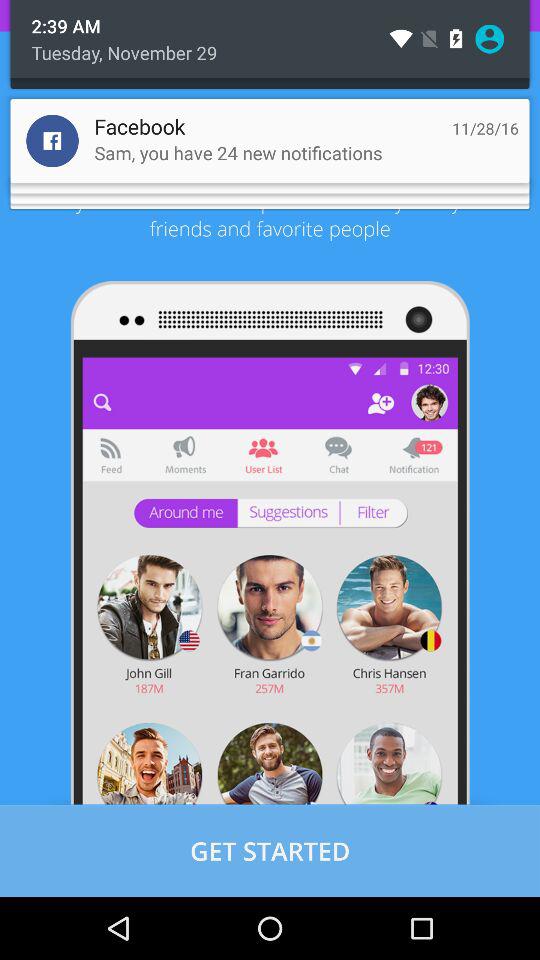 2:39 AM
Tuesday, November 29
Facebook
11/28/16
Sam, you have 24 new notifications
friends and favorite people
12:30
121
Feed
Moments
User List
Chat
Notification
Around me
Suggestions
Filter
John Gill
Fran Garrido
Chris Hansen
187M
257M
357M
GET STARTED